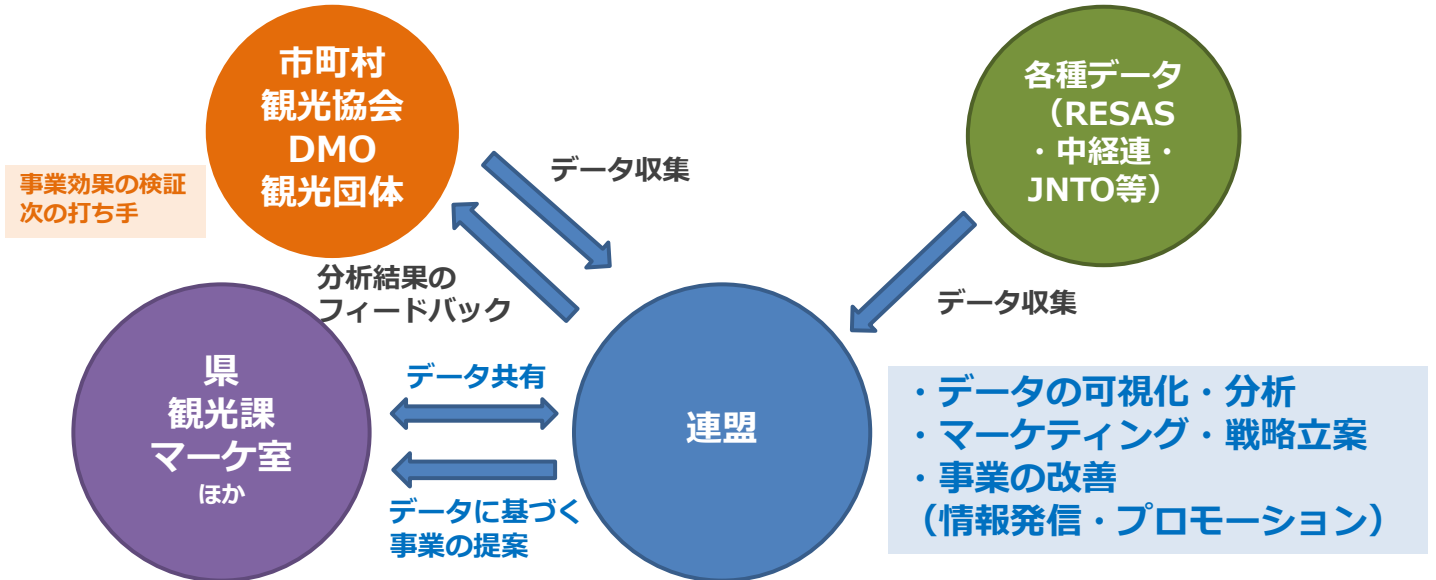 市町村
観光協会
DMO
観光団体
各種データ
（RESAS
・中経連・
JNTO等）
データ収集
事業効果の検証
次の打ち手
分析結果の
フィードバック
データ収集
県
観光課
マーケ室
ほか
データ共有
連盟
データに基づく
事業の提案
・データの可視化・分析
・マーケティング・戦略立案
・事業の改善
（情報発信・プロモーション）